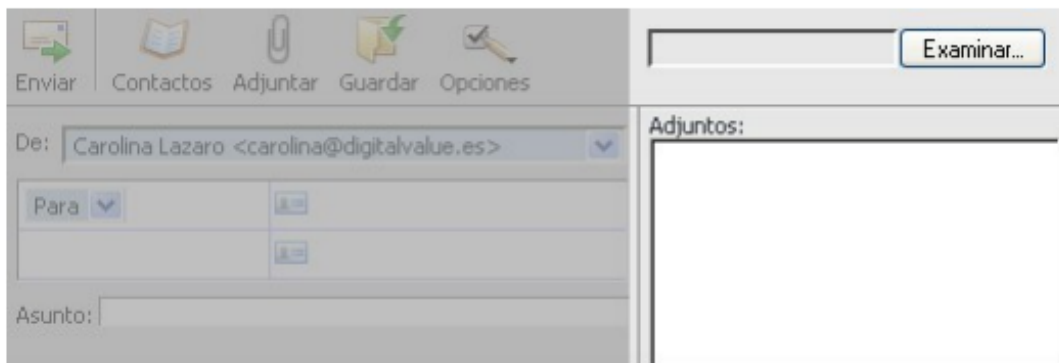 Enviar Contactos Adjuntar Guardar Opciones
Examinar...
De: Carolina Lazaro <carolina@digitalvalue.es>
Para
Asunto:
Adjuntos: